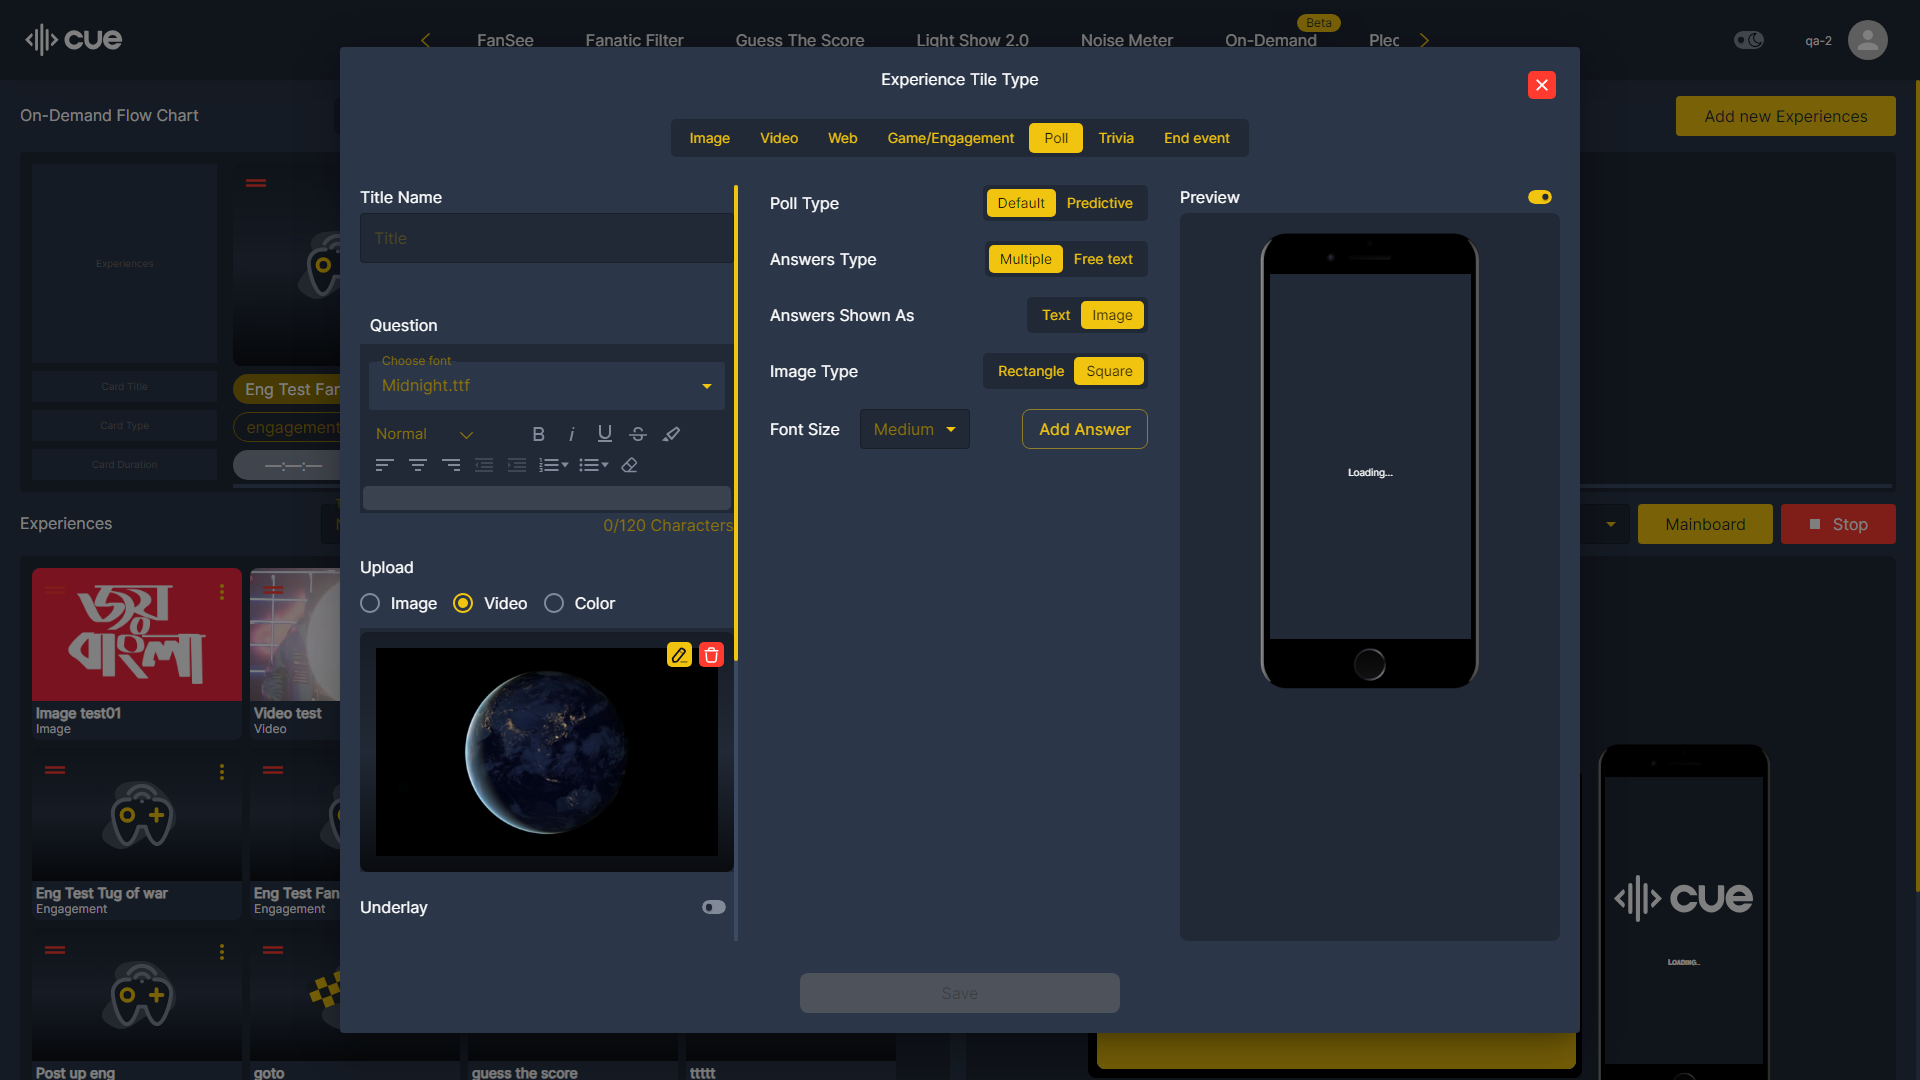 cue
FanSee
Fanatic Filter
Guess The Score
Light Show 2.0
Noise Meter
Beta
On-Demand
Plec
qa-2
On-Demand Flow Chart
Add new Experiences
Experiences
Card Title
Card Type
Card Duration
Eng Test Fan
engagement
Experiences
Mainboard
Stop
জয়
বাংলা
Image test01
Image
Video test
Video
Eng Test Tug of war
Engagement
Eng Test Fan
Engagement
Post up eng
goto
guess the score
ttttt
cue
Loading...
Experience Tile Type
Image
Video
Web
Game/Engagement
Poll
Trivia
End event
Title Name
Title
Question
Choose font
Midnight.ttf
Normal
0/120 Characters
Upload
Image
Video
Color
Underlay
Poll Type
Default
Predictive
Answers Type
Multiple
Free text
Answers Shown As
Text
Image
Image Type
Rectangle
Square
Font Size
Medium
Add Answer
Preview
Loading...
Save